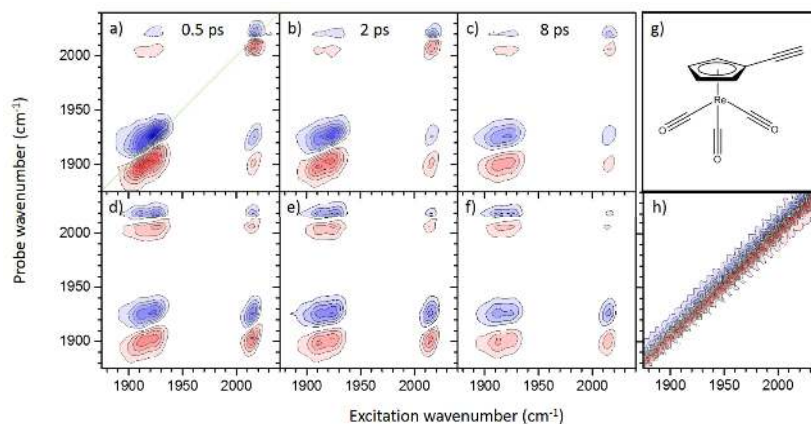 a) 0.5 ps b) 2 ps c) 8 ps g)
2040
2000
1950
1900
Re
O
O
O
d) e) f) h)
2000
1950
1900
1900 1950 2000 1900 1950 2000 1900 1950 2000 1900 1950 2000
Probe wavenumber (cm⁻¹)
Excitation wavenumber (cm⁻¹)